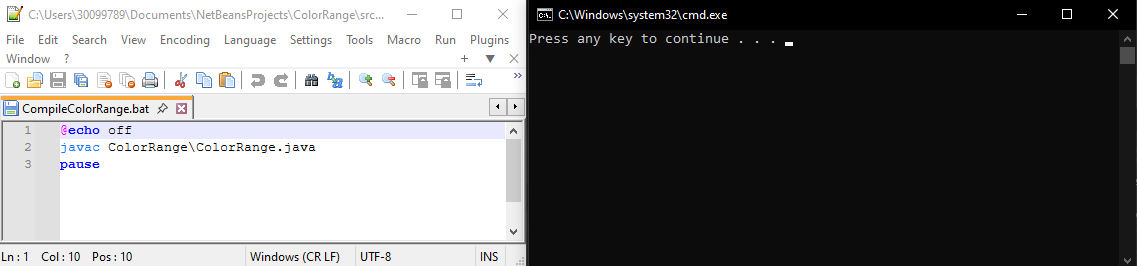 C:\Users\30099789\Documents\NetBeansProjects\ColorRange\src...
File Edit Search View Encoding Language Settings Tools Macro Run Plugins
Window ? + ▼ X
CompileColorRange.bat
1 @echo off
2 javac ColorRange\ColorRange.java
3 pause
Ln : 1 Col : 10 Pos : 10 Windows (CR LF) UTF-8 INS
C:\Windows\system32\cmd.exe
Press any key to continue . . .